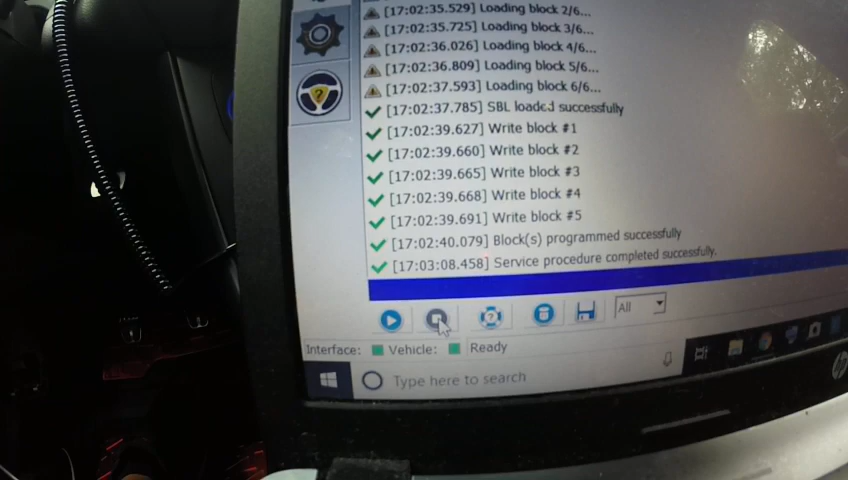 [17:02:35.529] Loading block 2/6...
[17:02:35.725] Loading block 3/6...
[17:02:36.026] Loading block 4/6...
[17:02:36.809] Loading block 5/6...
[17:02:37.593] Loading block 6/6...
[17:02:37.785] SBL loaded successfully
[17:02:39.627] Write block #1
[17:02:39.660] Write block #2
[17:02:39.665] Write block #3
[17:02:39.668] Write block #4
[17:02:39.691] Write block #5
[17:02:40.079] Block(s) programmed successfully
[17:03:08.458] Service procedure completed successfully.
? ? All
Interface: Vehicle: Ready
Type here to search
hp